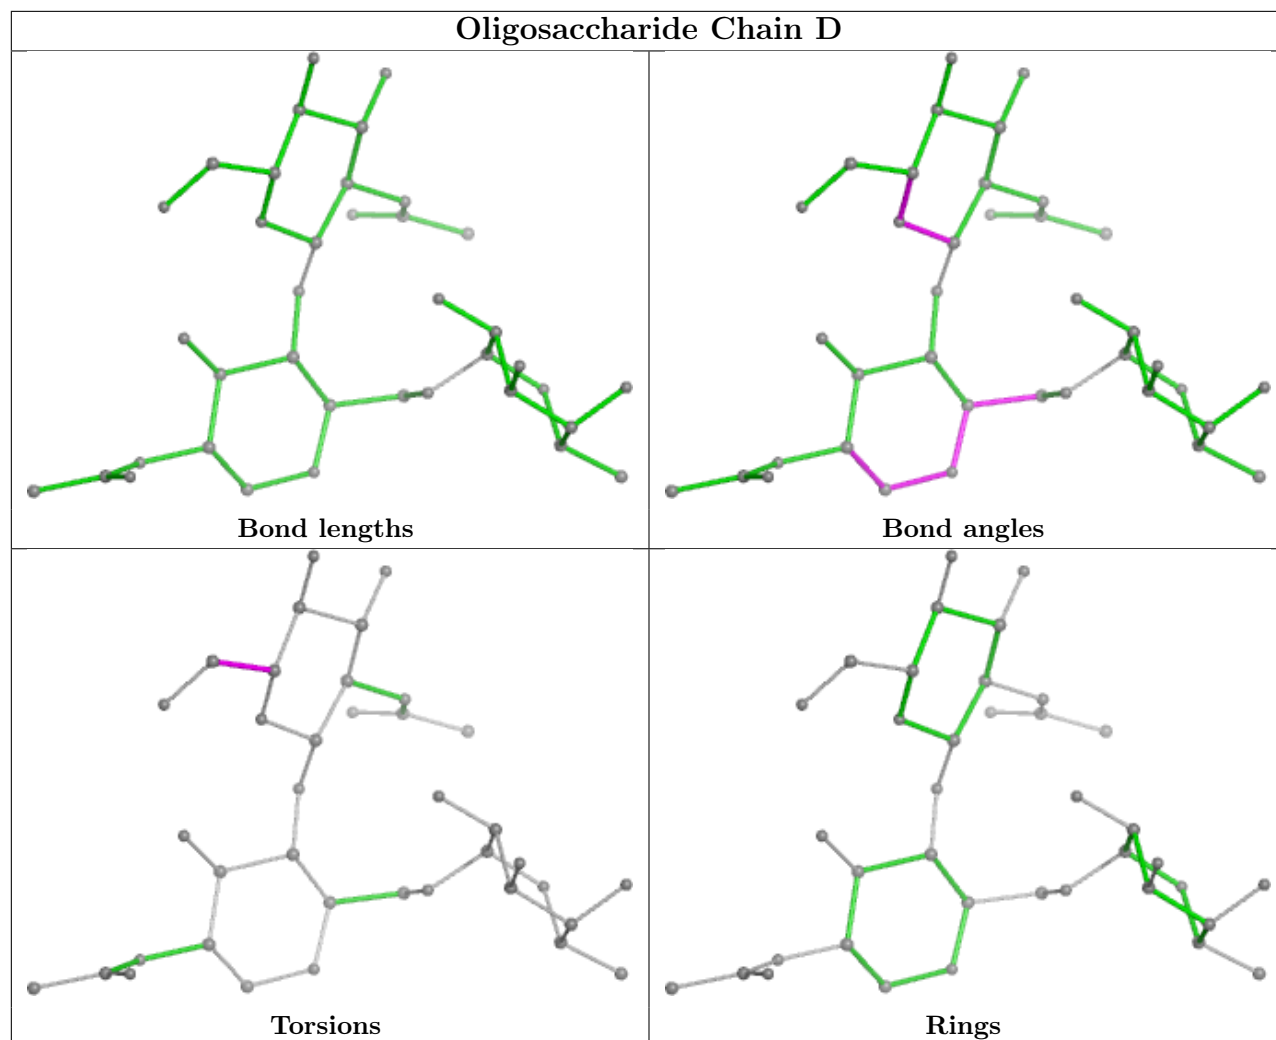 Oligosaccharide Chain D
Bond lengths
Bond angles
Torsions
Rings